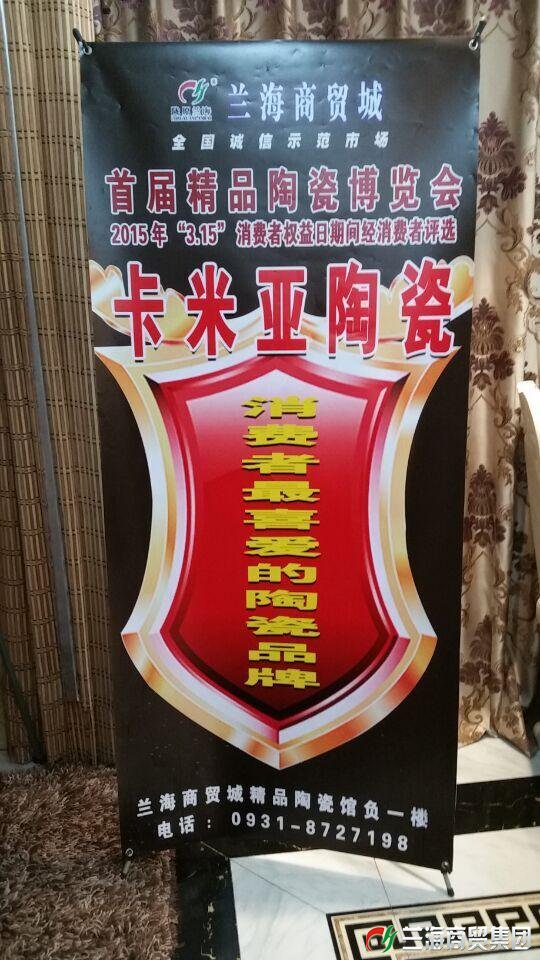 兰海商贸城
陇原兰海
全国诚信示范市场
首届精品陶瓷博览会
2015年“3.15”消费者权益日期间经消费者评选
卡米亚陶瓷
消费者最喜爱的陶瓷品牌
兰海商贸城精品陶瓷馆负一楼
电话：0931-8727198
兰海商贸集团